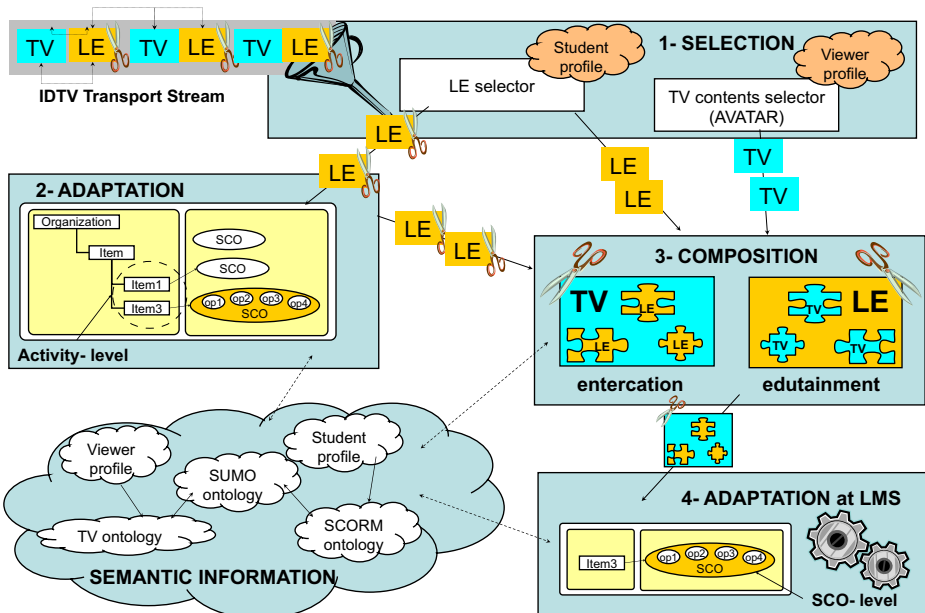 TV LE TV LE TV LE
IDTV Transport Stream
1- SELECTION
Student
profile
Viewer
profile
LE selector
TV contents selector
(AVATAR)
LE
LE
LE
LE
TV
TV
LE
LE
2- ADAPTATION
Organization
Item
Item1
Item3
SCO
SCO
op1 op2 op3 op4
SCO
Activity- level
3- COMPOSITION
TV
LE
LE
LE
entercation
LE
TV
TV
TV
edutainment
Viewer
profile
Student
profile
SUMO
ontology
TV ontology
SCORM
ontology
SEMANTIC INFORMATION
4- ADAPTATION at LMS
Item3
op1 op2 op3 op4
SCO
SCO- level